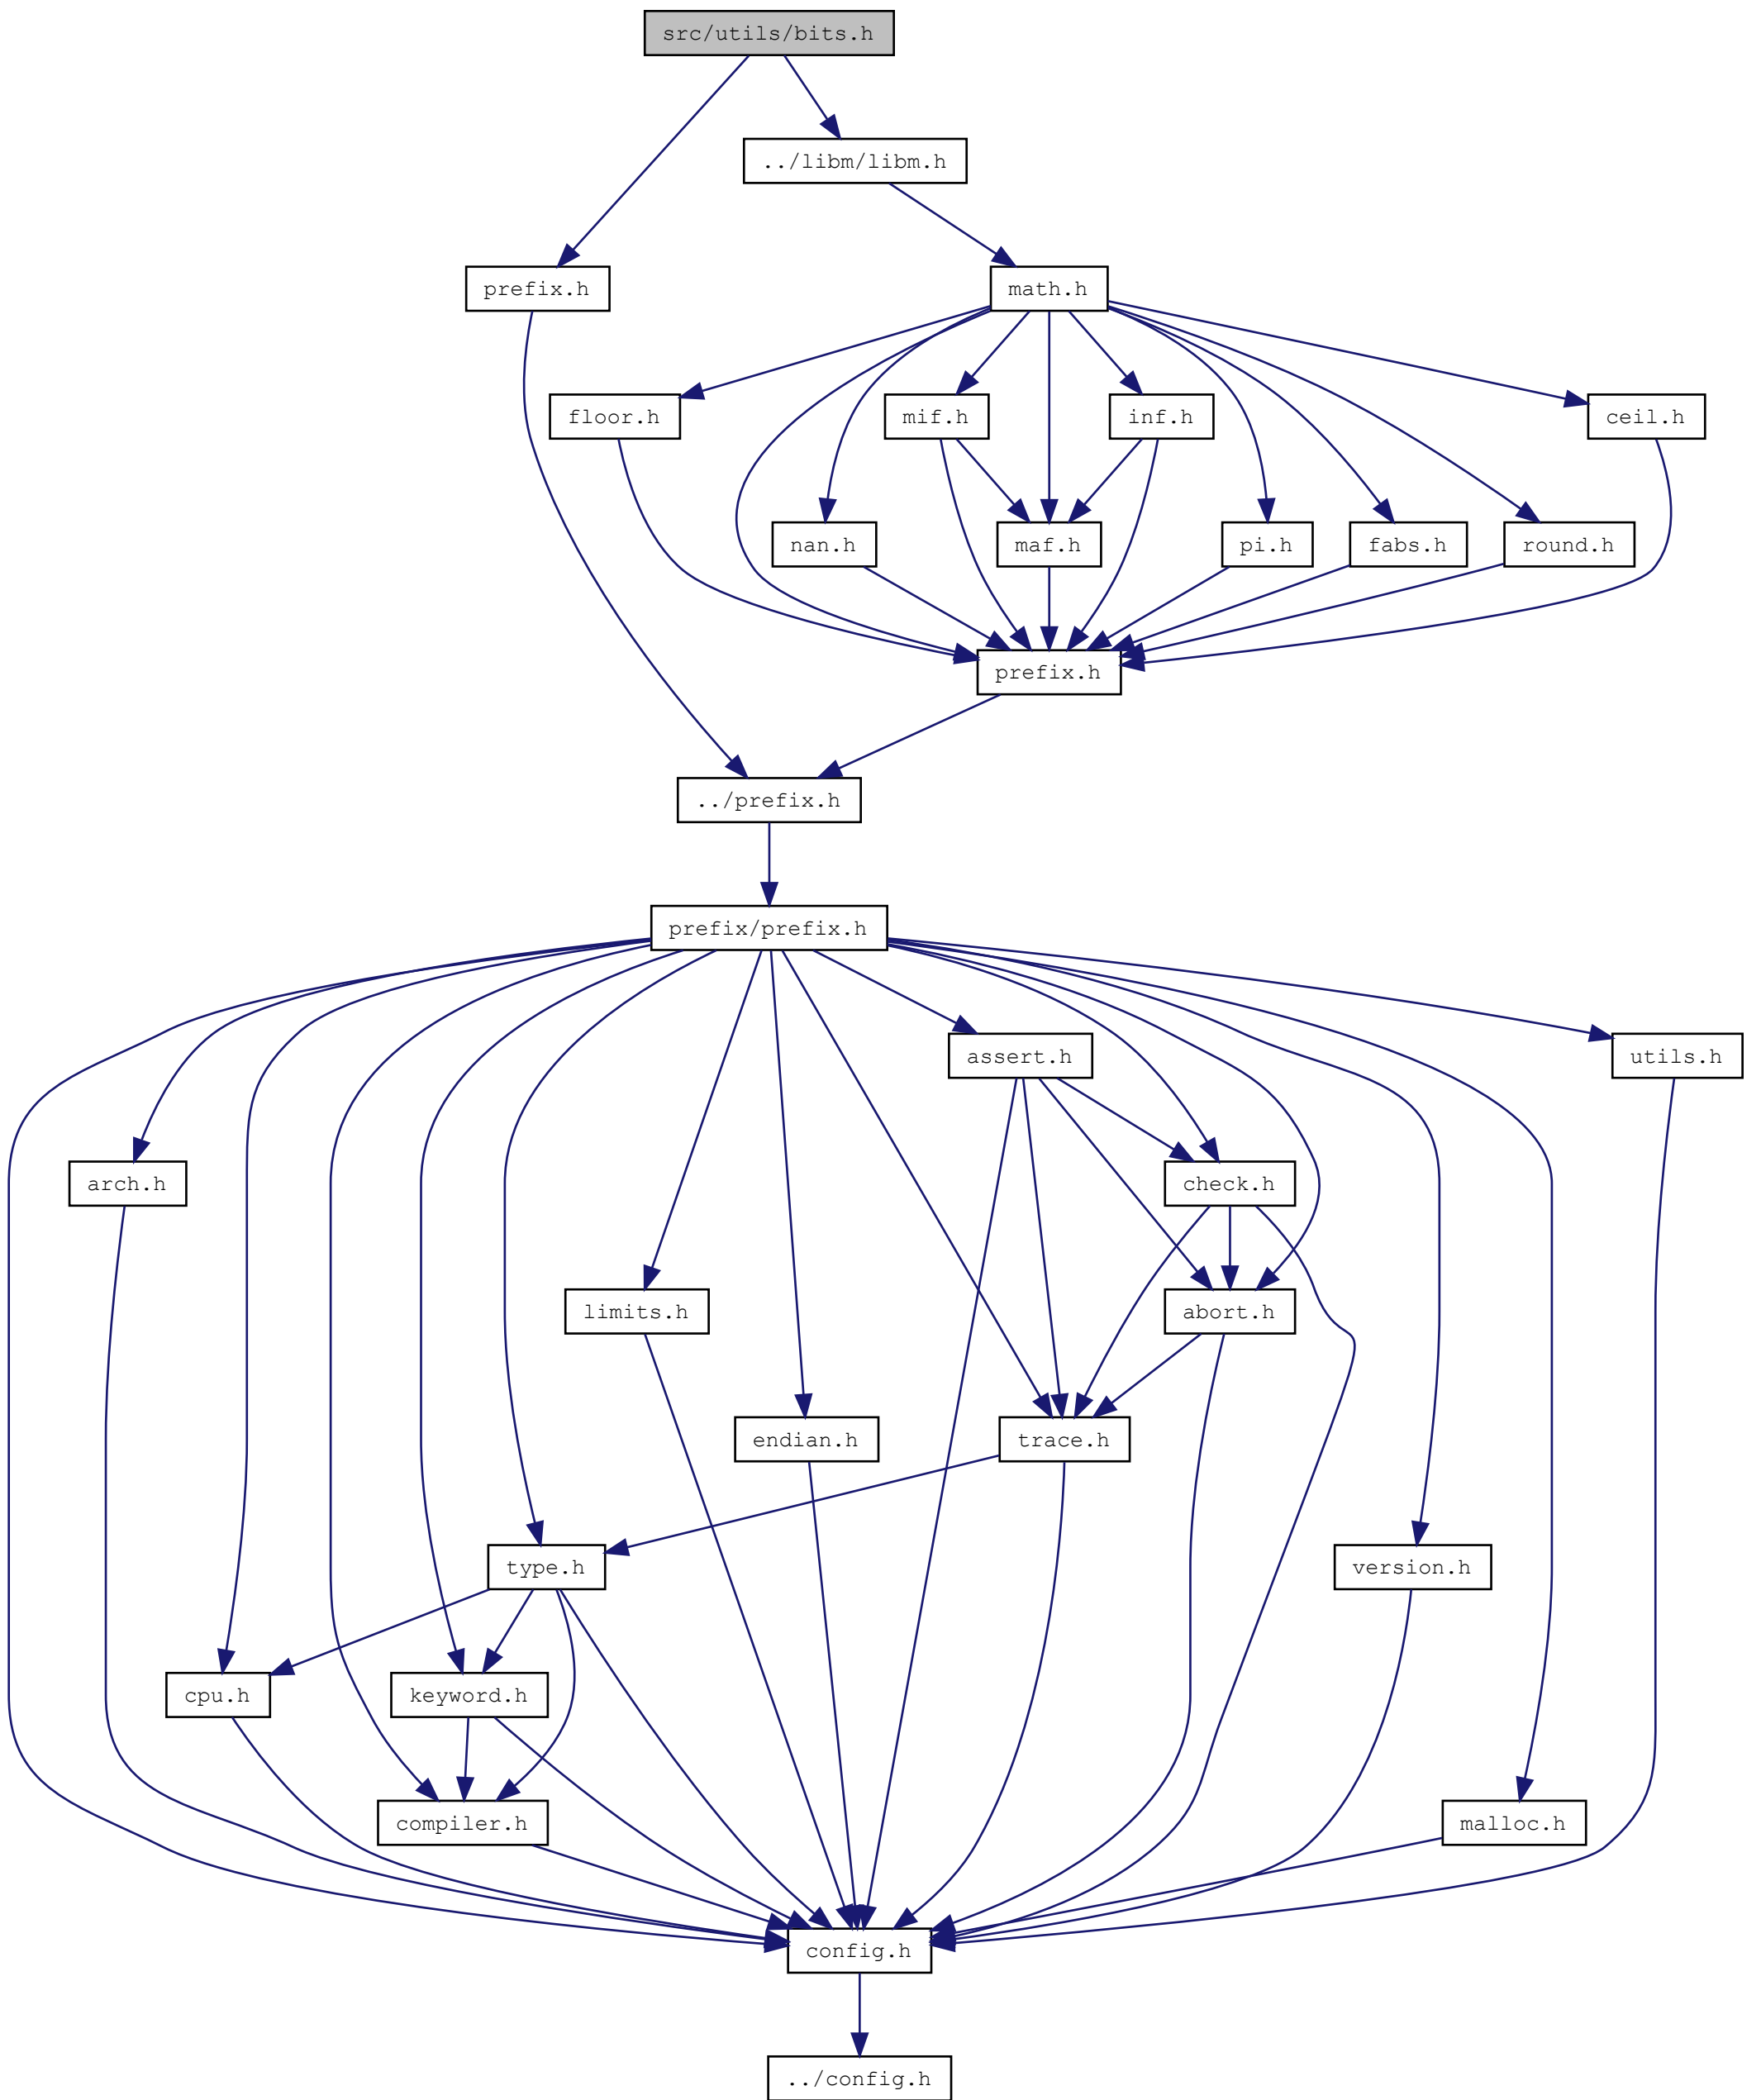 src/utils/bits.h
../libm/libm.h
prefix.h
math.h
floor.h
mif.h
inf.h
ceil.h
nan.h
maf.h
pi.h
fabs.h
round.h
prefix.h
../prefix.h
prefix/prefix.h
assert.h
utils.h
arch.h
check.h
limits.h
abort.h
endian.h
trace.h
type.h
version.h
cpu.h
keyword.h
compiler.h
malloc.h
config.h
../config.h